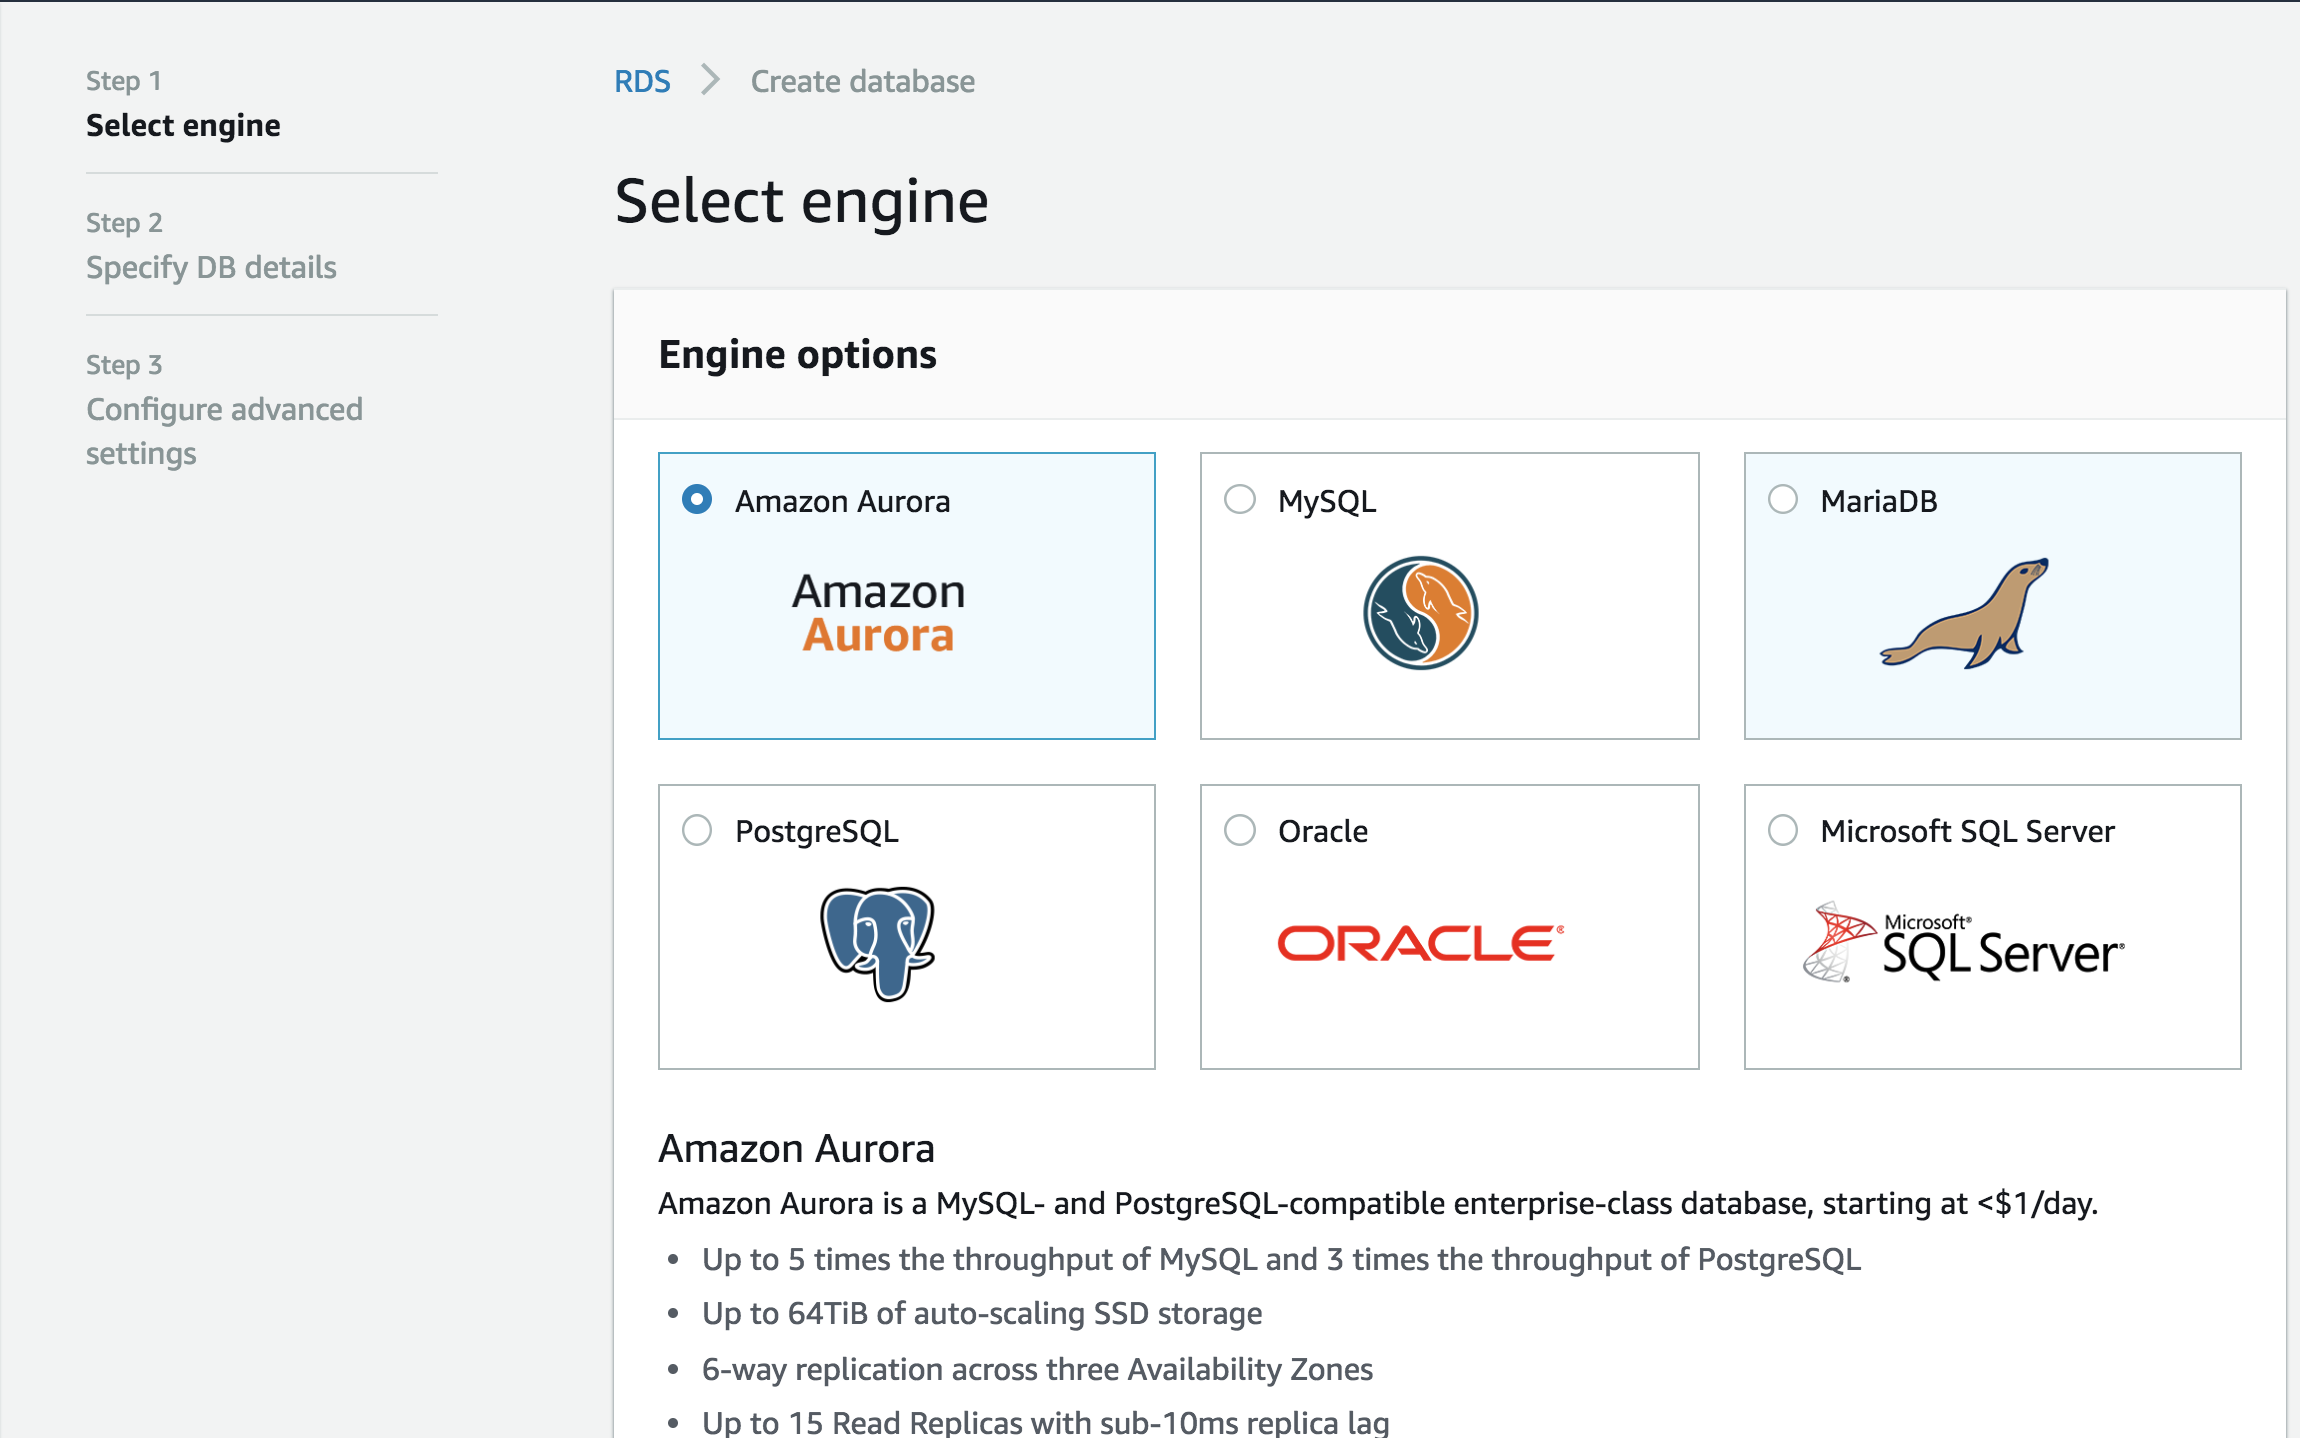 Step 1
Select engine
Step 2
Specify DB details
Step 3
Configure advanced
settings
RDS > Create database
Select engine
Engine options
Amazon Aurora
Amazon
Aurora
MySQL
MariaDB
PostgreSQL
Oracle
ORACLE®
Microsoft SQL Server
Microsoft®
SQL Server®
Amazon Aurora
Amazon Aurora is a MySQL- and PostgreSQL-compatible enterprise-class database, starting at <$1/day.
• Up to 5 times the throughput of MySQL and 3 times the throughput of PostgreSQL
• Up to 64TiB of auto-scaling SSD storage
• 6-way replication across three Availability Zones
• Up to 15 Read Replicas with sub-10ms replica lag